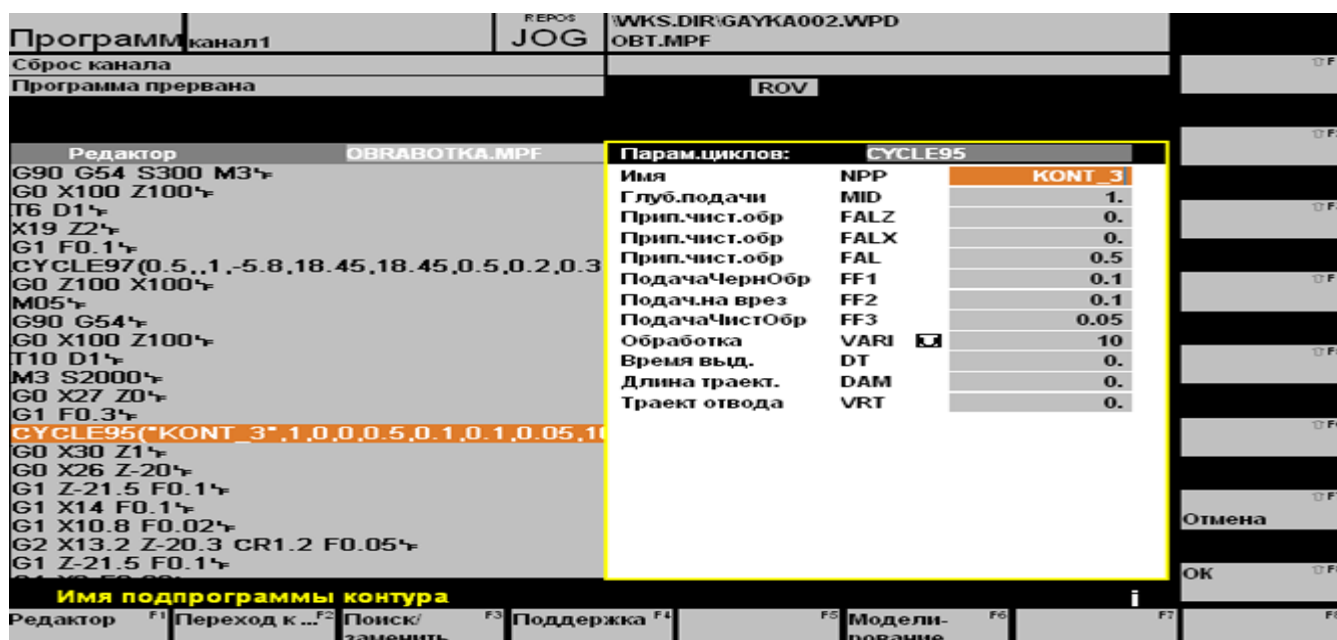 Программ канал1
REPOS
JOG
\WKS.DIR\GAYKA002.WPD
OBT.MPF
Сброс канала
Программа прервана
ROV
Редактор OBRABOTKA.MPF
G90 G54 S300 M3
G0 X100 Z100
T6 D1
X19 Z2
G1 F0.1
CYCLE97(0.5,,1,-5.8,18.45,18.45,0.5,0.2,0.3
G0 Z100 X100
M05
G90 G54
G0 X100 Z100
T10 D1
M3 S2000
G0 X27 Z0
G1 F0.3
CYCLE95("KONT_3",1,0,0,0.5,0.1,0.1,0.05,10
G0 X30 Z1
G0 X26 Z-20
G1 Z-21.5 F0.1
G1 X14 F0.1
G1 X10.8 F0.02
G2 X13.2 Z-20.3 CR1.2 F0.05
G1 Z-21.5 F0.1
Парам.циклов: CYCLE95
Имя NPP KONT_3
Глуб.подачи MID 1.
Прип.чист.обр FALZ 0.
Прип.чист.обр FALX 0.
Прип.чист.обр FAL 0.5
ПодачаЧернОбр FF1 0.1
Подач.на врез FF2 0.1
ПодачаЧистОбр FF3 0.05
Обработка VARI 10
Время выд. DT 0.
Длина траект. DAM 0.
Траект отвода VRT 0.
Отмена
OK
Имя подпрограммы контура
i
Редактор F1
Переход к ... F2
Поиск/ F3
заменить
Поддержка F4
F5
Модели- F6
рование
F7